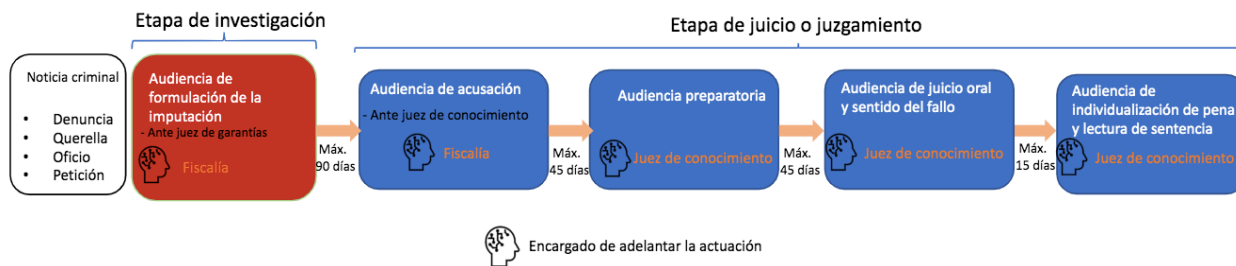 Etapa de investigación
Etapa de juicio o juzgamiento
Noticia criminal
• Denuncia
• Querella
• Oficio
• Petición
Audiencia de
formulación de la
imputación
- Ante juez de garantías
Fiscalía
Máx.
90 días
Audiencia de acusación
- Ante juez de conocimiento
Fiscalía
Máx.
45 días
Audiencia preparatoria
Juez de conocimiento
Máx.
45 días
Audiencia de juicio oral
y sentido del fallo
Juez de conocimiento
Máx.
15 días
Audiencia de
individualización de pena
y lectura de sentencia
Juez de conocimiento
Encargado de adelantar la actuación